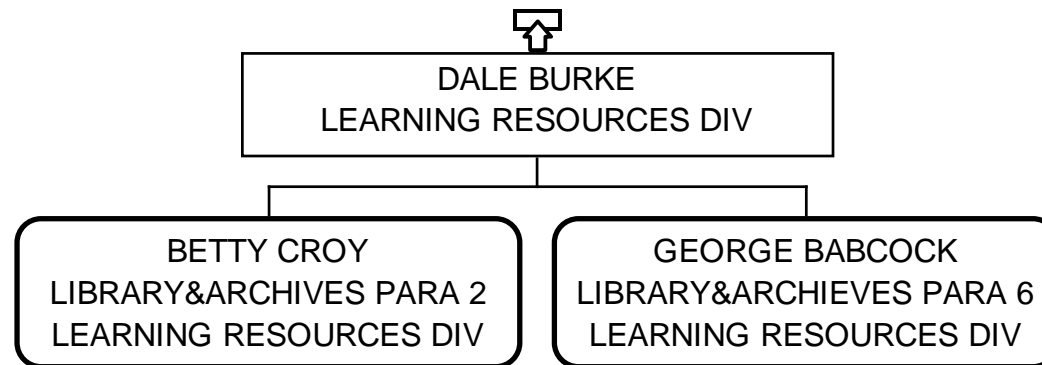 DALE BURKE
LEARNING RESOURCES DIV
BETTY CROY
LIBRARY&ARCHIVES PARA 2
LEARNING RESOURCES DIV
GEORGE BABCOCK
LIBRARY&ARCHIEVES PARA 6
LEARNING RESOURCES DIV